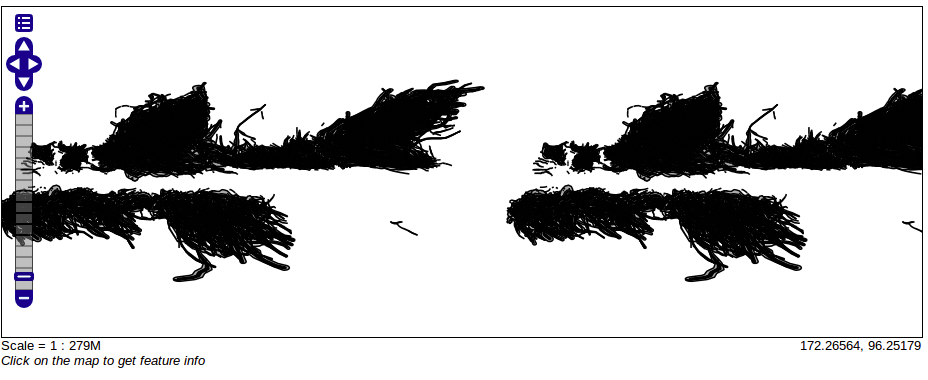 Scale = 1 : 279M
172.26564, 96.25179
Click on the map to get feature info